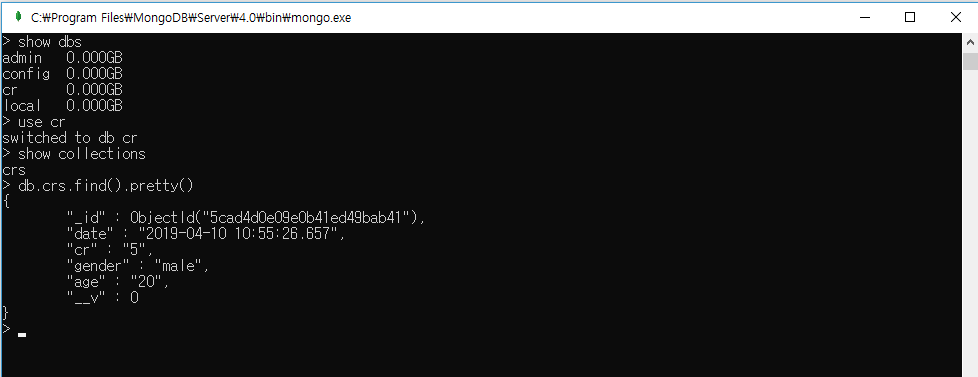 C:₩Program Files₩MongoDB₩Server₩4.0₩bin₩mongo.exe
> show dbs
admin   0.000GB
config  0.000GB
cr      0.000GB
local   0.000GB
> use cr
switched to db cr
> show collections
crs
> db.crs.find().pretty()
{
        "_id" : ObjectId("5cad4d0e09e0b41ed49bab41"),
        "date" : "2019-04-10 10:55:26.657",
        "cr" : "5",
        "gender" : "male",
        "age" : "20",
        "__v" : 0
}
>